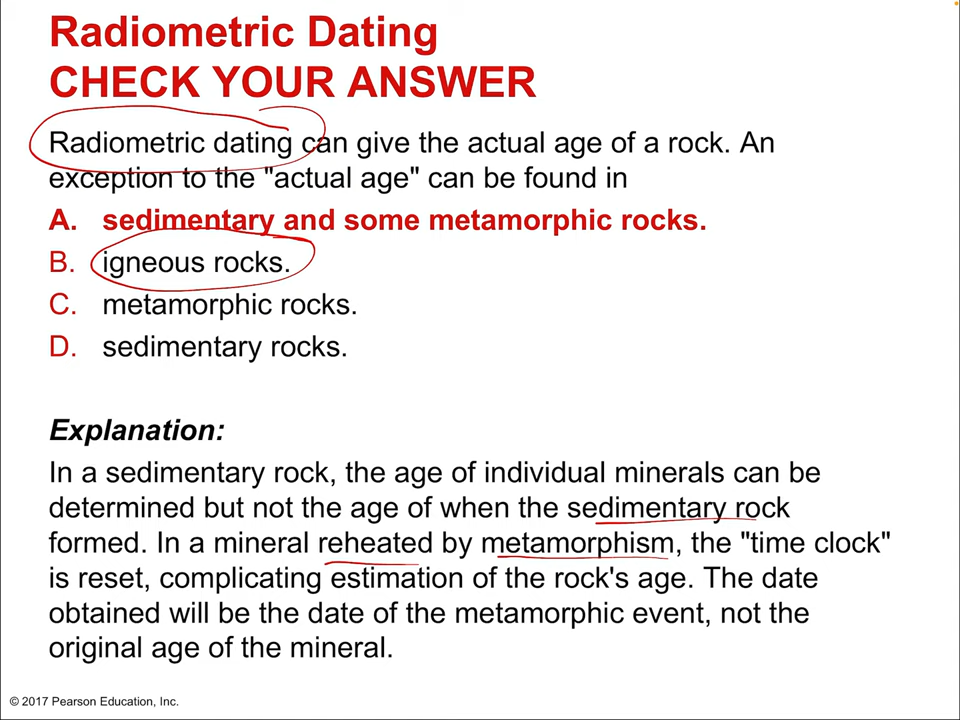 Radiometric Dating
CHECK YOUR ANSWER
Radiometric dating can give the actual age of a rock. An
exception to the "actual age" can be found in
A. sedimentary and some metamorphic rocks.
B. igneous rocks.
C. metamorphic rocks.
D. sedimentary rocks.
Explanation:
In a sedimentary rock, the age of individual minerals can be
determined but not the age of when the sedimentary rock
formed. In a mineral reheated by metamorphism, the "time clock"
is reset, complicating estimation of the rock's age. The date
obtained will be the date of the metamorphic event, not the
original age of the mineral.
© 2017 Pearson Education, Inc.